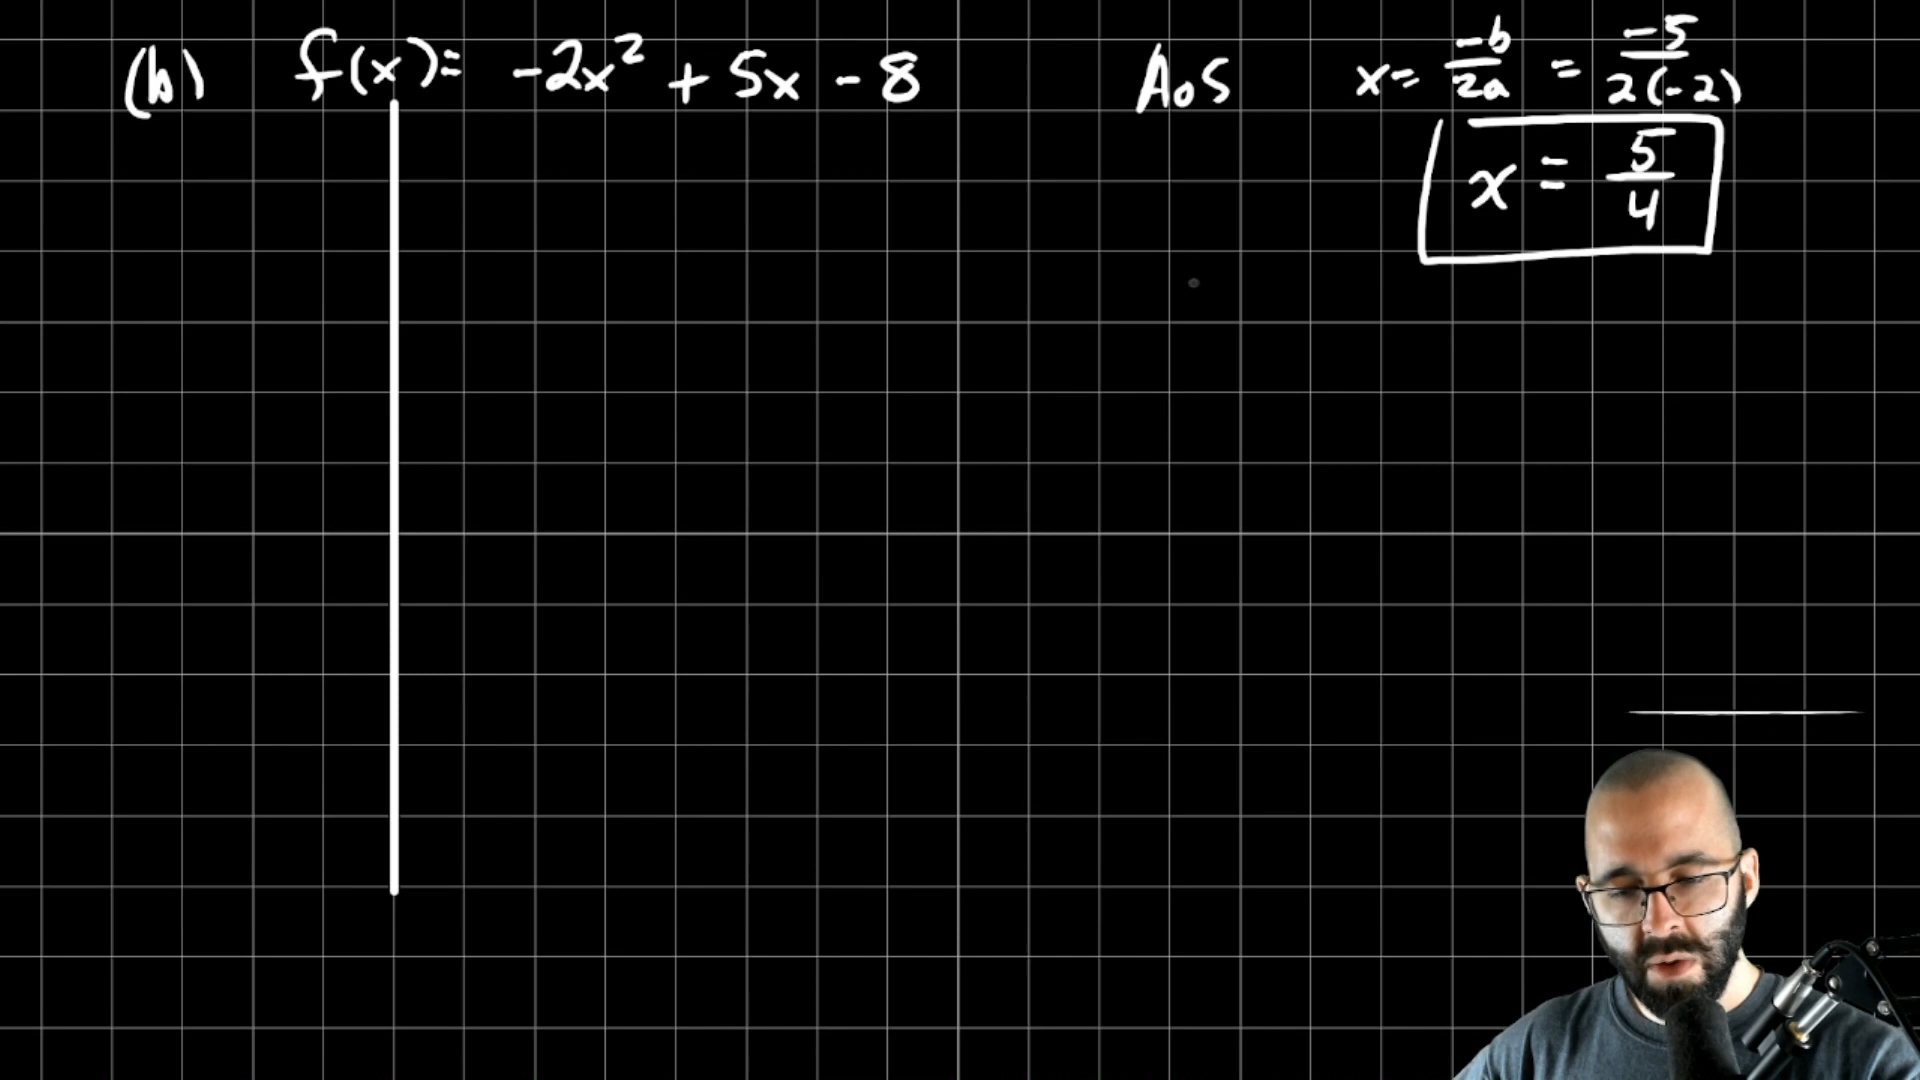 (b) f(x) = -2x² + 5x - 8
AoS x = -b/2a = -5/2(-2)
x = 5/4